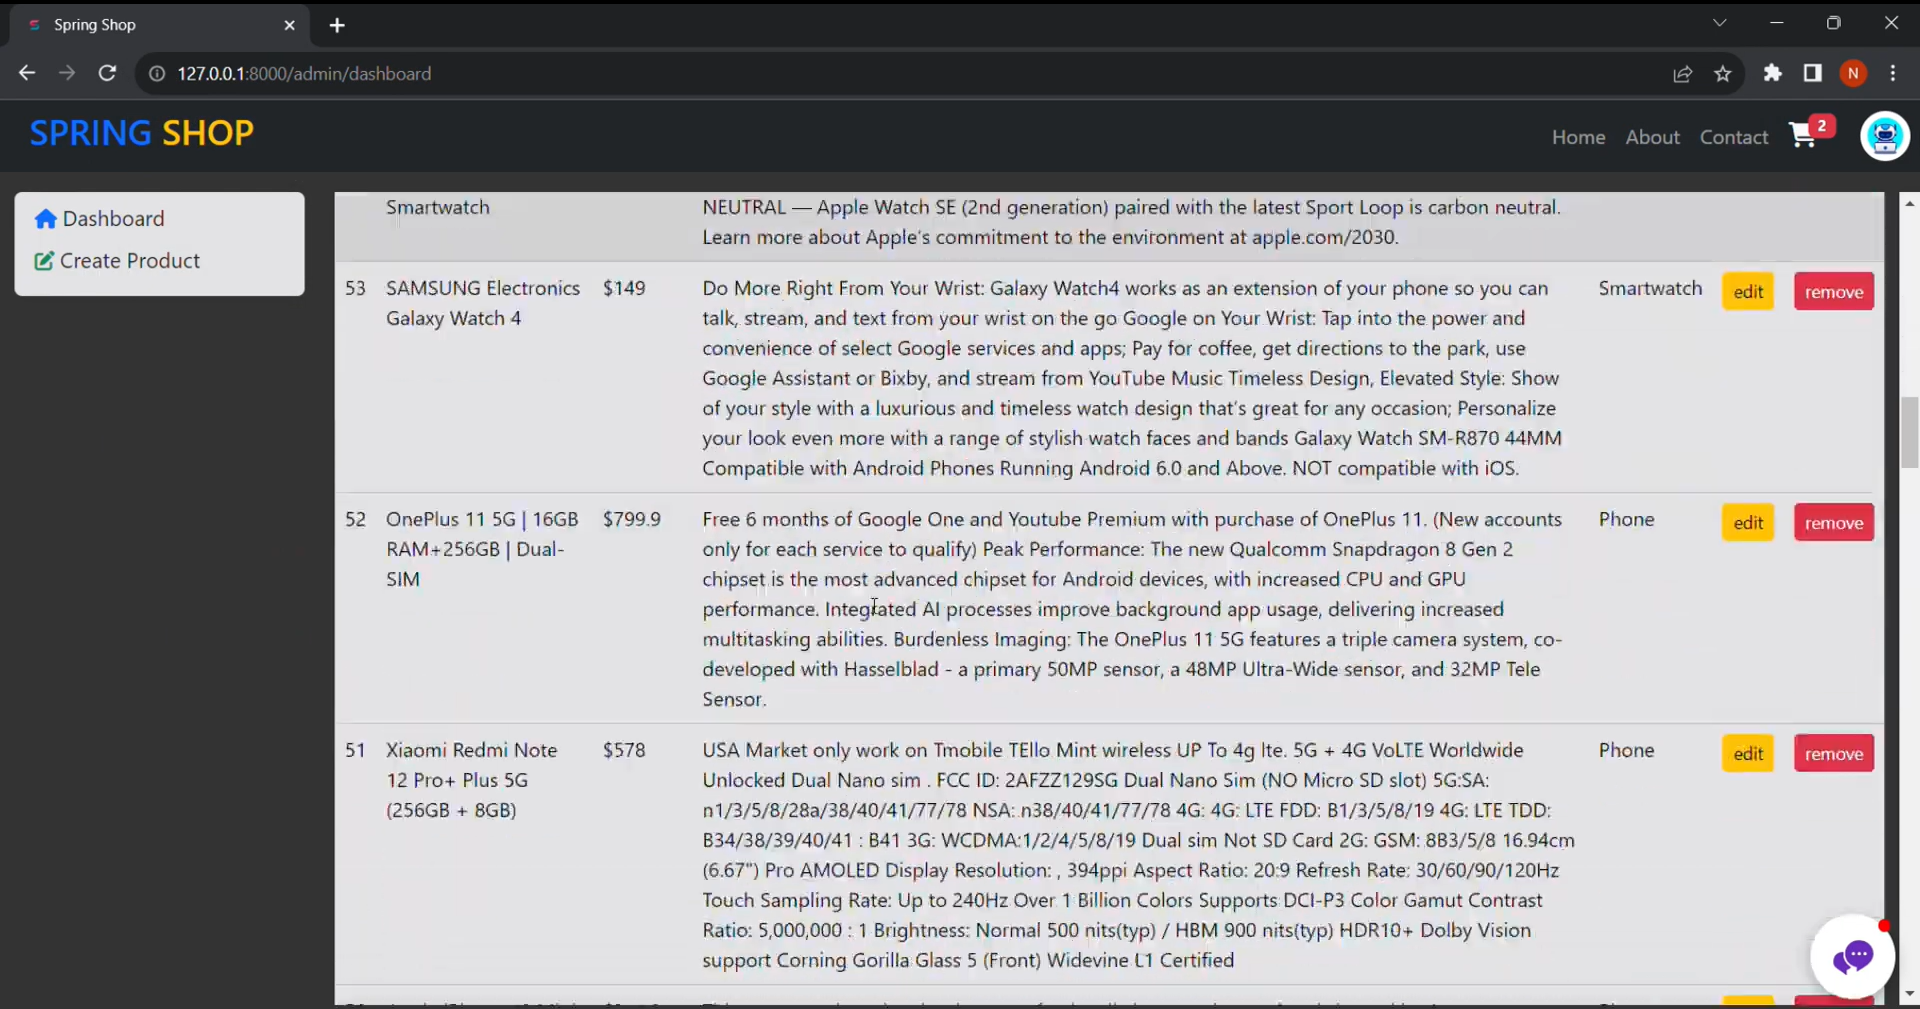 Spring Shop
127.0.0.1:8000/admin/dashboard
N
SPRING SHOP
Home About Contact 2
Dashboard
Create Product
Smartwatch
NEUTRAL — Apple Watch SE (2nd generation) paired with the latest Sport Loop is carbon neutral.
Learn more about Apple's commitment to the environment at apple.com/2030.
53 SAMSUNG Electronics $149 Do More Right From Your Wrist: Galaxy Watch4 works as an extension of your phone so you can Smartwatch edit remove
Galaxy Watch 4 talk, stream, and text from your wrist on the go Google on Your Wrist: Tap into the power and
convenience of select Google services and apps; Pay for coffee, get directions to the park, use
Google Assistant or Bixby, and stream from YouTube Music Timeless Design, Elevated Style: Show
of your style with a luxurious and timeless watch design that's great for any occasion; Personalize
your look even more with a range of stylish watch faces and bands Galaxy Watch SM-R870 44MM
Compatible with Android Phones Running Android 6.0 and Above. NOT compatible with iOS.
52 OnePlus 11 5G | 16GB $799.9 Free 6 months of Google One and Youtube Premium with purchase of OnePlus 11. (New accounts Phone edit remove
RAM+256GB | Dual- only for each service to qualify) Peak Performance: The new Qualcomm Snapdragon 8 Gen 2
SIM chipset is the most advanced chipset for Android devices, with increased CPU and GPU
performance. Integrated AI processes improve background app usage, delivering increased
multitasking abilities. Burdenless Imaging: The OnePlus 11 5G features a triple camera system, co-
developed with Hasselblad - a primary 50MP sensor, a 48MP Ultra-Wide sensor, and 32MP Tele
Sensor.
51 Xiaomi Redmi Note $578 USA Market only work on Tmobile TEllo Mint wireless UP To 4g lte. 5G + 4G VoLTE Worldwide Phone edit remove
12 Pro+ Plus 5G Unlocked Dual Nano sim . FCC ID: 2AFZZ129SG Dual Nano Sim (NO Micro SD slot) 5G:SA:
(256GB + 8GB) n1/3/5/8/28a/38/40/41/77/78 NSA: n38/40/41/77/78 4G: 4G: LTE FDD: B1/3/5/8/19 4G: LTE TDD:
B34/38/39/40/41 : B41 3G: WCDMA:1/2/4/5/8/19 Dual sim Not SD Card 2G: GSM: 8B3/5/8 16.94cm
(6.67") Pro AMOLED Display Resolution: , 394ppi Aspect Ratio: 20:9 Refresh Rate: 30/60/90/120Hz
Touch Sampling Rate: Up to 240Hz Over 1 Billion Colors Supports DCI-P3 Color Gamut Contrast
Ratio: 5,000,000 : 1 Brightness: Normal 500 nits(typ) / HBM 900 nits(typ) HDR10+ Dolby Vision
support Corning Gorilla Glass 5 (Front) Widevine L1 Certified